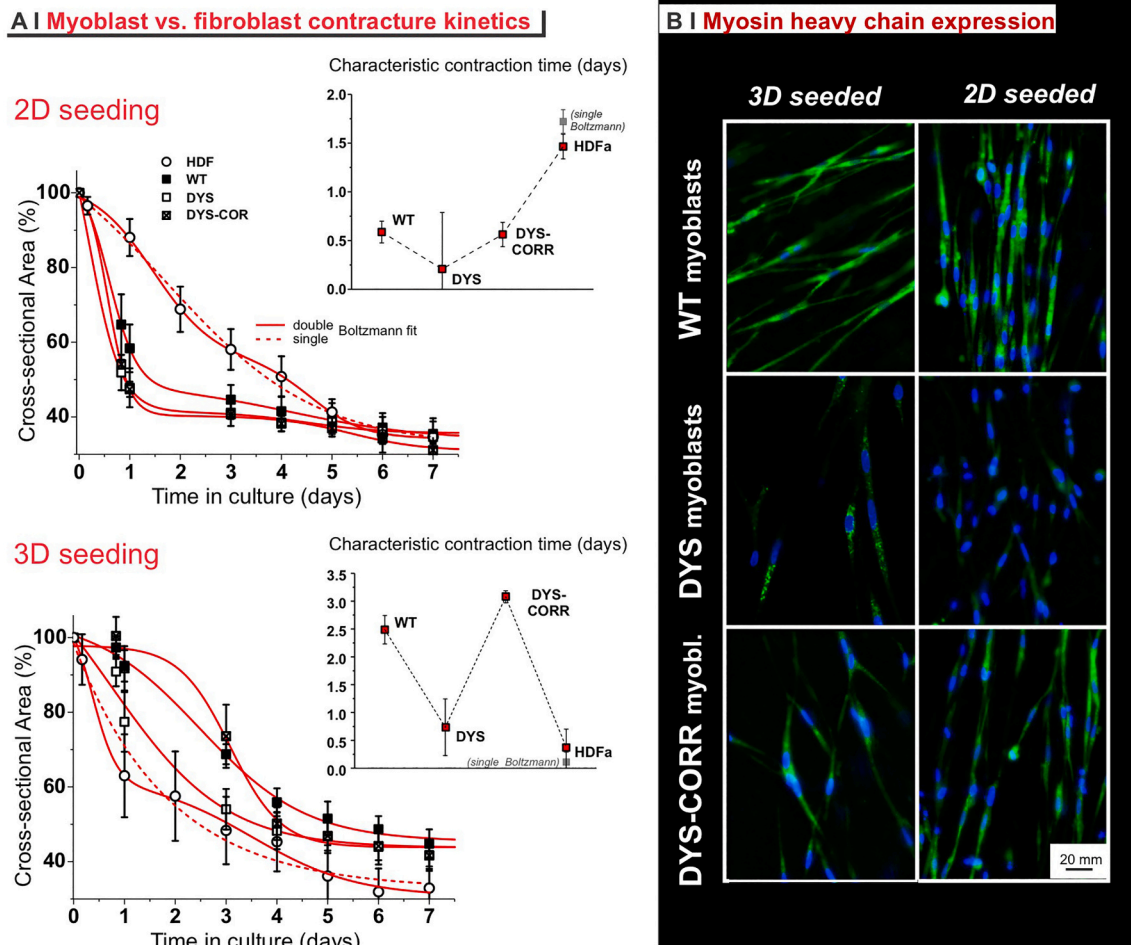 A I Myoblast vs. fibroblast contracture kinetics
2D seeding
Characteristic contraction time (days)
2.0
1.5
1.0
0.5
0.0
(single
Boltzmann)
HDFa
WT
DYS
DYS-
CORR
HDF
WT
DYS
DYS-COR
double
single
Boltzmann fit
Cross-sectional Area (%)
100
80
60
40
0 1 2 3 4 5 6 7
Time in culture (days)
3D seeding
Characteristic contraction time (days)
3.5
3.0
2.5
2.0
1.5
1.0
0.5
0.0
WT
DYS
DYS-
CORR
HDFa
(single Boltzmann)
Cross-sectional Area (%)
100
80
60
40
0 1 2 3 4 5 6 7
Time in culture (days)
B I Myosin heavy chain expression
3D seeded
2D seeded
WT myoblasts
DYS myoblasts
DYS-CORR myobl.
20 mm